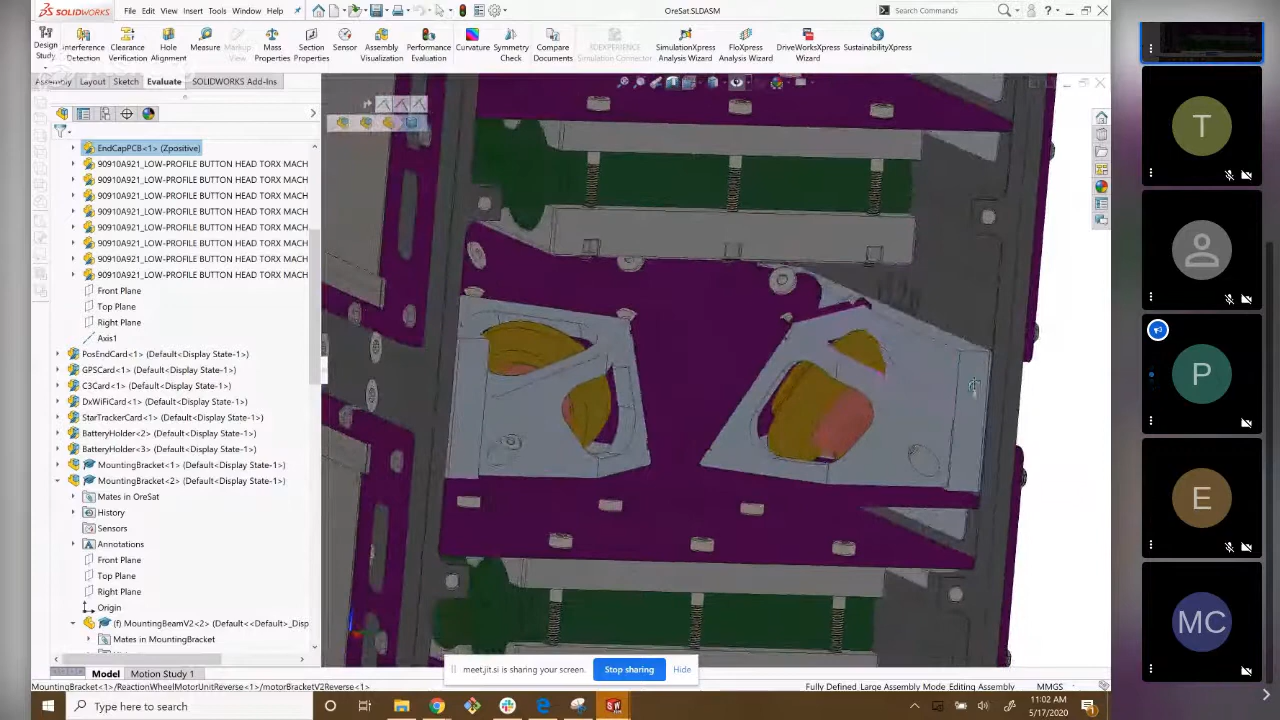 SOLIDWORKS File Edit View Insert Tools Window Help OreSat.SLDASM Search Commands
Design Study Interference Detection Clearance Verification Hole Alignment Measure Markup View Mass Properties Section Properties Sensor Assembly Visualization Performance Evaluation Curvature Symmetry Check Compare Documents 3DEXPERIENCE Simulation Connector SimulationXpress Analysis Wizard FloXpress Analysis Wizard DriveWorksXpress Wizard SustainabilityXpress
Assembly Layout Sketch Evaluate SOLIDWORKS Add-Ins
EndCapPCB<1> (Zpositive)
90910A921_LOW-PROFILE BUTTON HEAD TORX MACH
90910A921_LOW-PROFILE BUTTON HEAD TORX MACH
90910A921_LOW-PROFILE BUTTON HEAD TORX MACH
90910A921_LOW-PROFILE BUTTON HEAD TORX MACH
90910A921_LOW-PROFILE BUTTON HEAD TORX MACH
90910A921_LOW-PROFILE BUTTON HEAD TORX MACH
90910A921_LOW-PROFILE BUTTON HEAD TORX MACH
90910A921_LOW-PROFILE BUTTON HEAD TORX MACH
Front Plane
Top Plane
Right Plane
Axis1
PosEndCard<1> (Default<Display State-1>)
GPSCard<1> (Default<Display State-1>)
C3Card<1> (Default<Display State-1>)
DxWiFiCard<1> (Default<Display State-1>)
StarTrackerCard<1> (Default<Display State-1>)
BatteryHolder<2> (Default<Display State-1>)
BatteryHolder<3> (Default<Display State-1>)
MountingBracket<1> (Default<Display State-1>)
MountingBracket<2> (Default<Display State-1>)
Mates in OreSat
History
Sensors
Annotations
Front Plane
Top Plane
Right Plane
Origin
(f) MountingBeamV2<2> (Default<<Default>_Disp
Mates in MountingBracket
Model Motion Study 1
meet.jit.si is sharing your screen. Stop sharing Hide
MountingBracket<1>/ReactionWheelMotorUnitReverse<1>/motorBracketV2Reverse<1> Fully Defined Large Assembly Mode Editing Assembly MMGS
Type here to search
11:02 AM
5/17/2020
1
T
P
E
MC